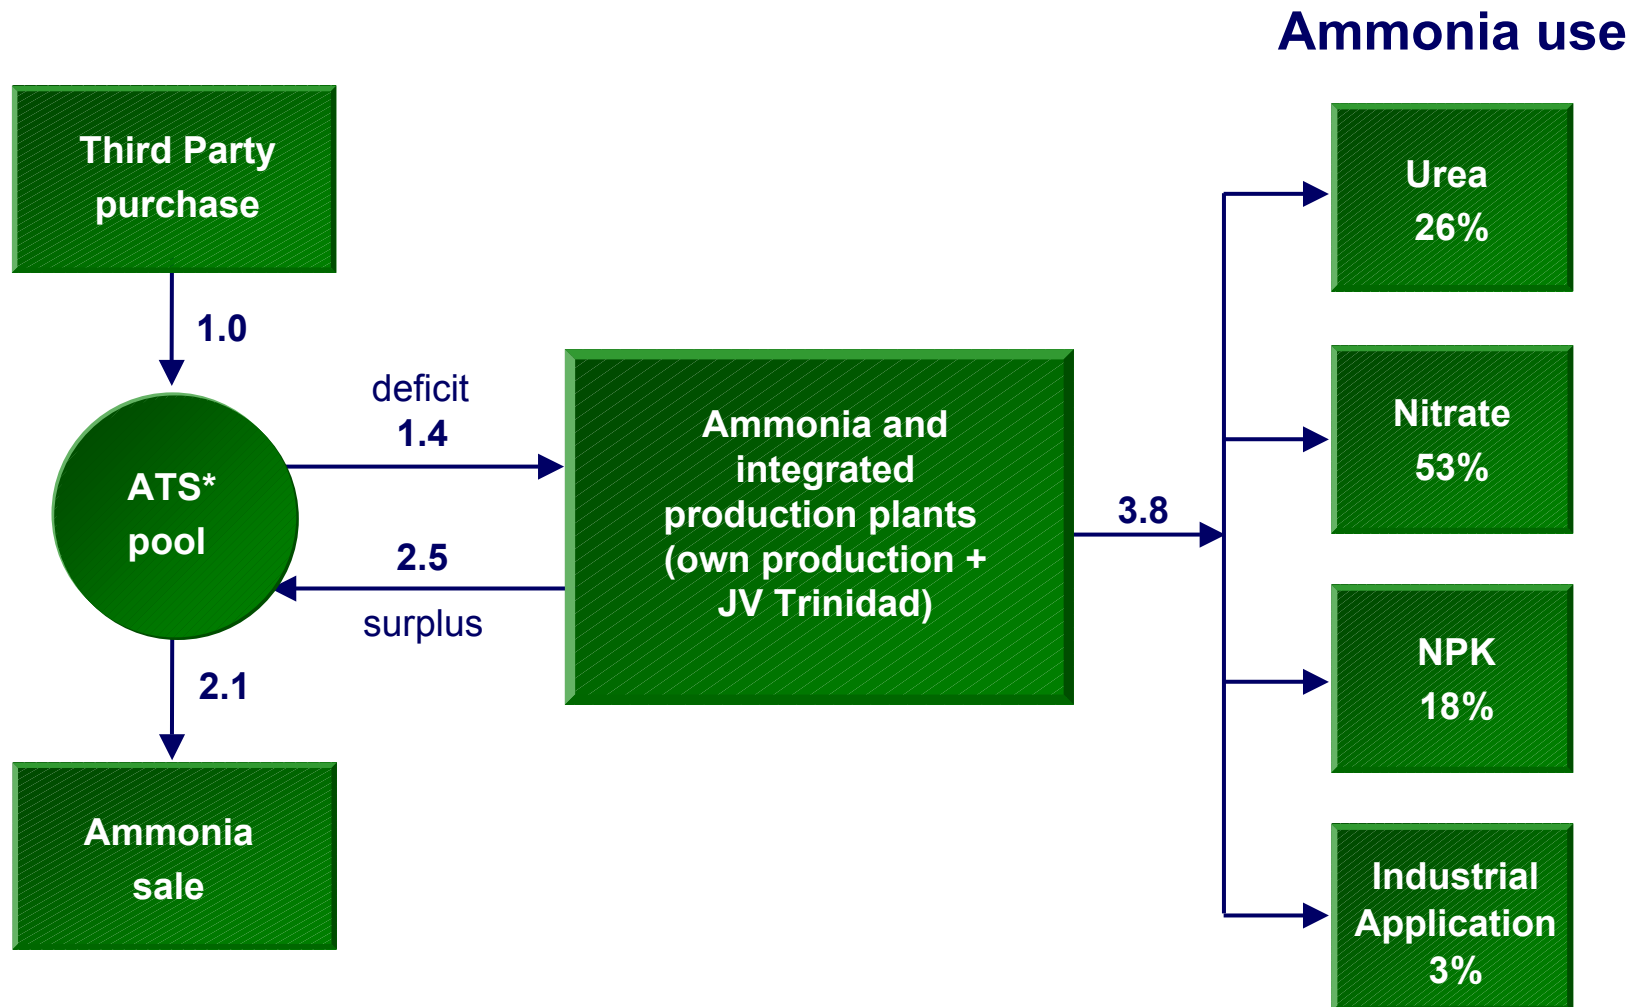 Ammonia use
Third Party
purchase
1.0
ATS*
pool
deficit
1.4
2.5
surplus
2.1
Ammonia
sale
Ammonia and
integrated
production plants
(own production +
JV Trinidad)
3.8
Urea
26%
Nitrate
53%
NPK
18%
Industrial
Application
3%